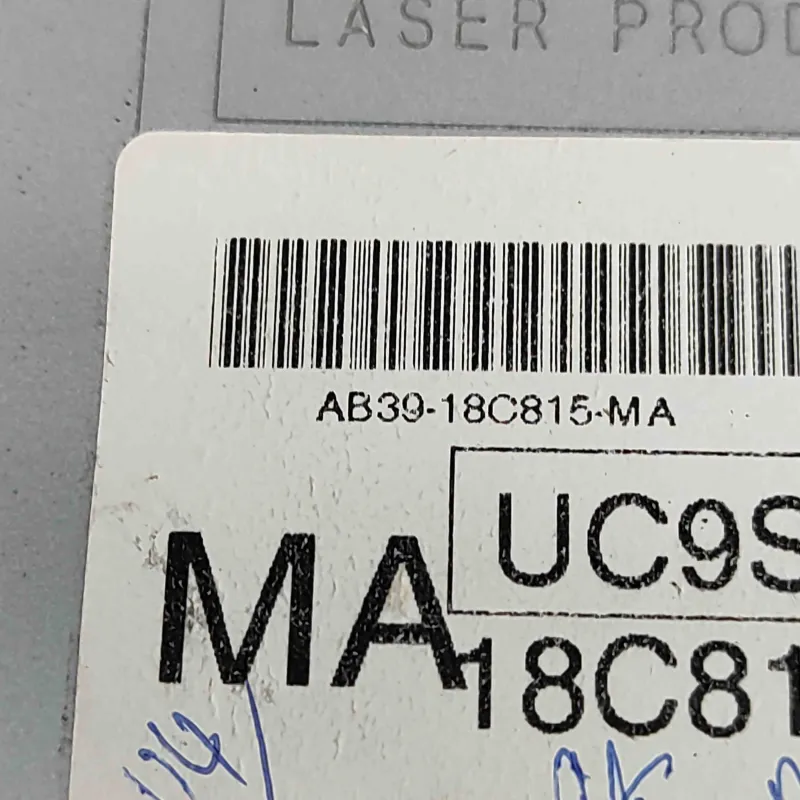 LASER PROD
AB39-18C815-MA
UC9S
MA
18C81